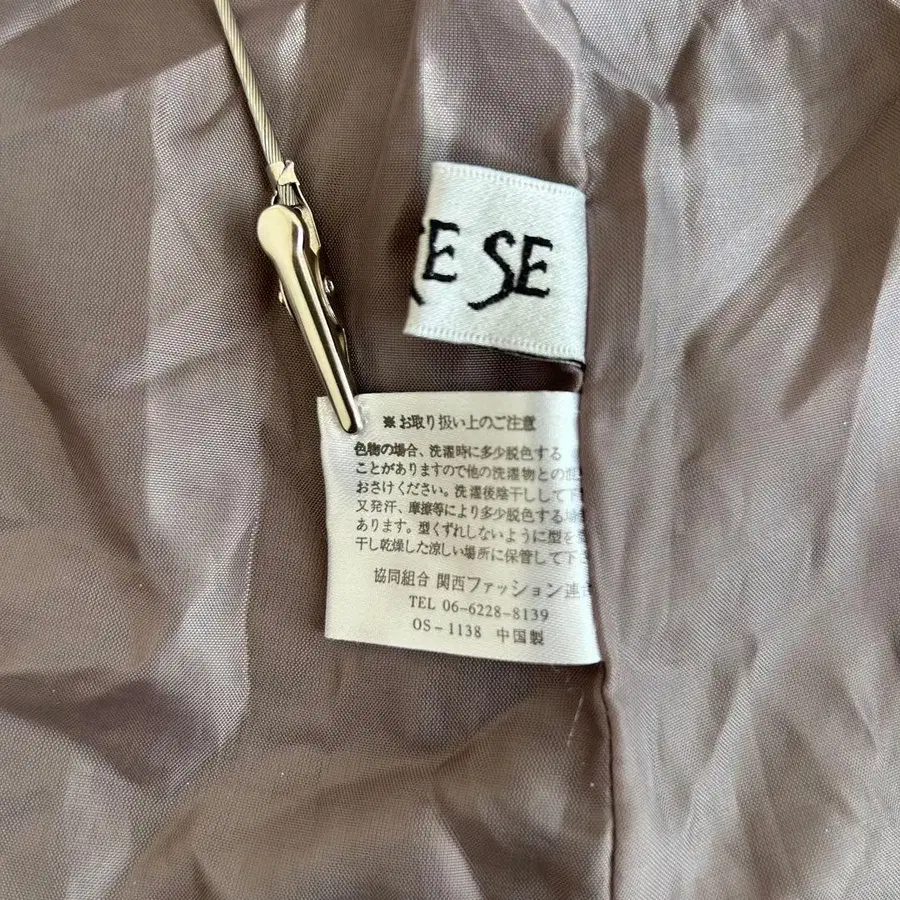 E SE
※お取り扱い上のご注意
色物の場合、洗濯時に多少脱色する
ことがありますので他の洗濯物との
おさけください。洗濯後陰干しして下
又発汗、摩擦等により多少脱色する場
あります。型くずれしないように型を
干し乾燥した涼しい場所に保管して下
協同組合 関西ファッション連
TEL 06-6228-8139
OS-1138 中国製